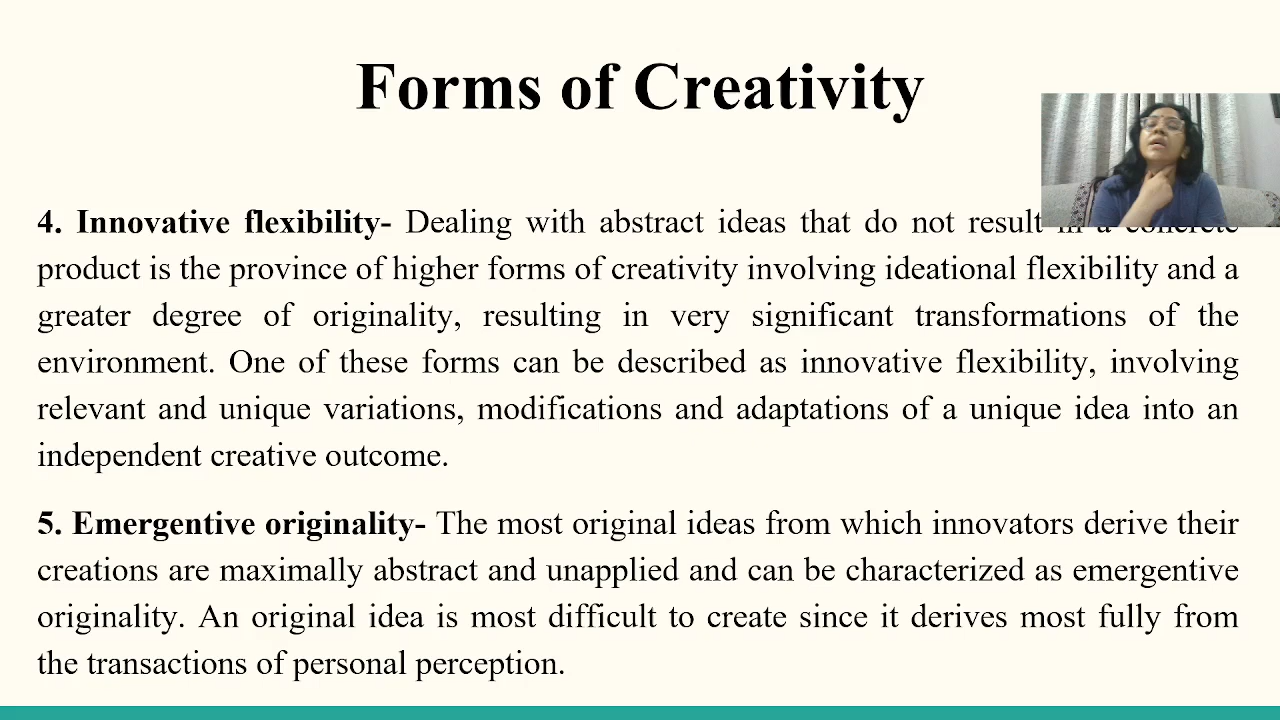 Forms of Creativity
4. Innovative flexibility- Dealing with abstract ideas that do not result in a concrete
product is the province of higher forms of creativity involving ideational flexibility and a
greater degree of originality, resulting in very significant transformations of the
environment. One of these forms can be described as innovative flexibility, involving
relevant and unique variations, modifications and adaptations of a unique idea into an
independent creative outcome.
5. Emergentive originality- The most original ideas from which innovators derive their
creations are maximally abstract and unapplied and can be characterized as emergentive
originality. An original idea is most difficult to create since it derives most fully from
the transactions of personal perception.